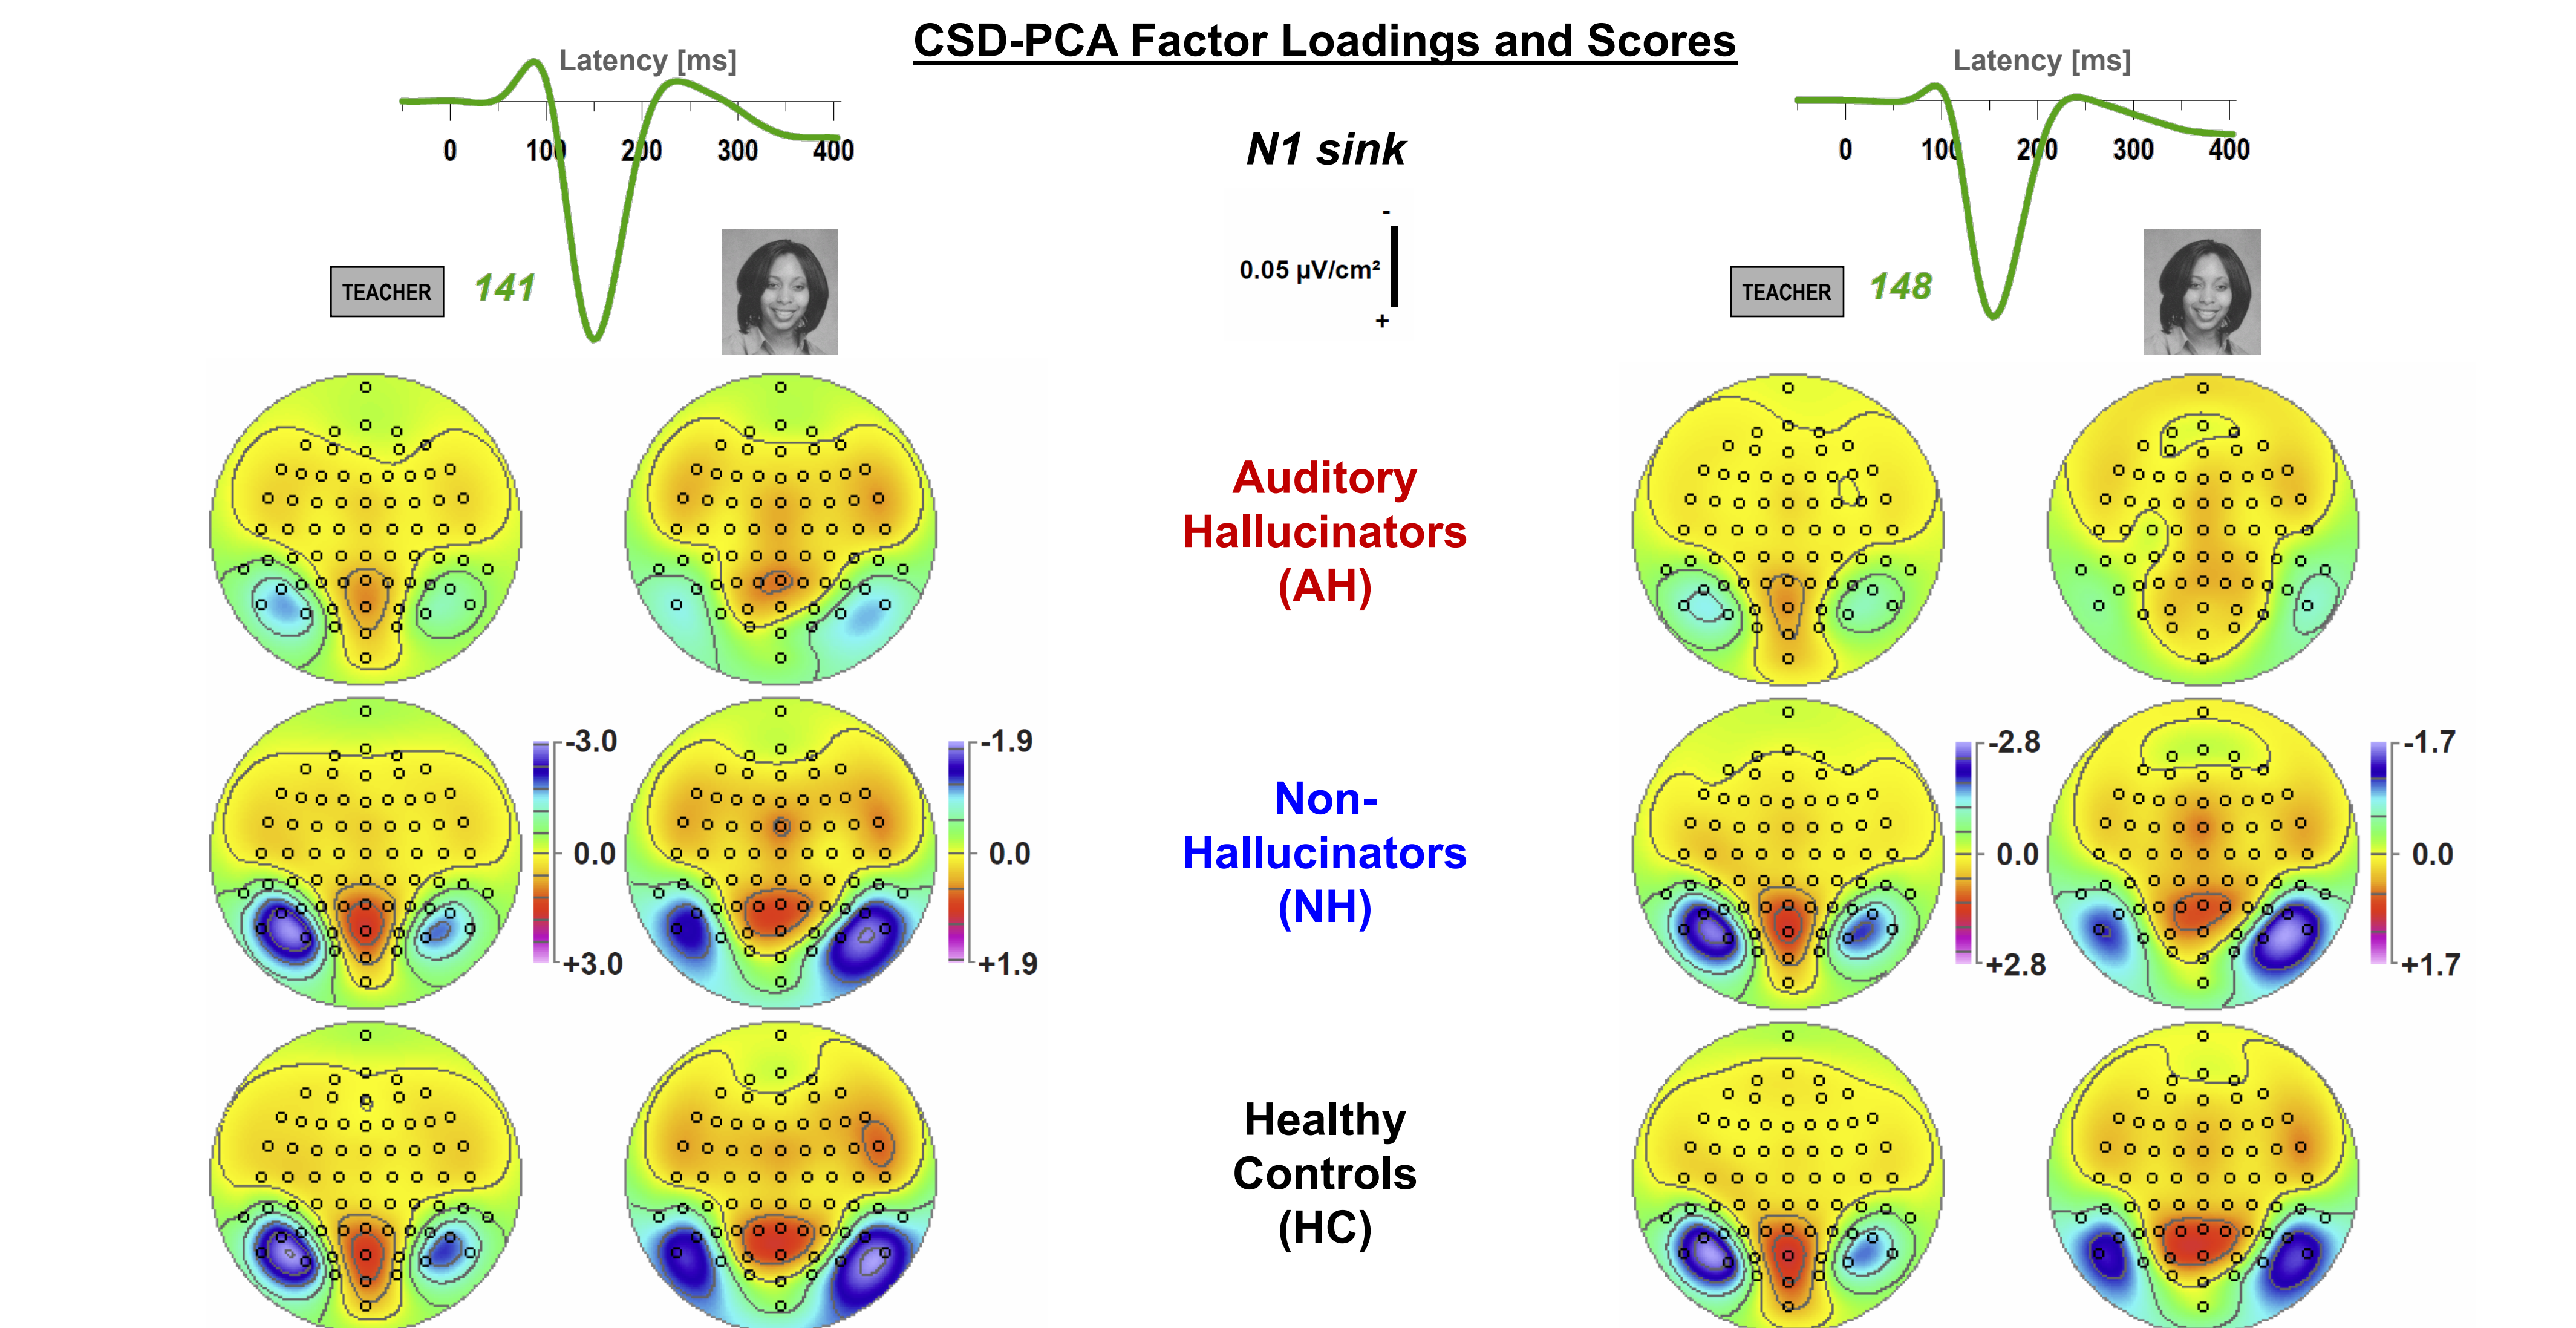 CSD-PCA Factor Loadings and Scores
Latency [ms]
0 100 200 300 400
TEACHER 141
N1 sink
-
0.05 µV/cm²
+
Latency [ms]
0 100 200 300 400
TEACHER 148
Auditory
Hallucinators
(AH)
-3.0
0.0
+3.0
-1.9
0.0
+1.9
Non-
Hallucinators
(NH)
-2.8
0.0
+2.8
-1.7
0.0
+1.7
Healthy
Controls
(HC)